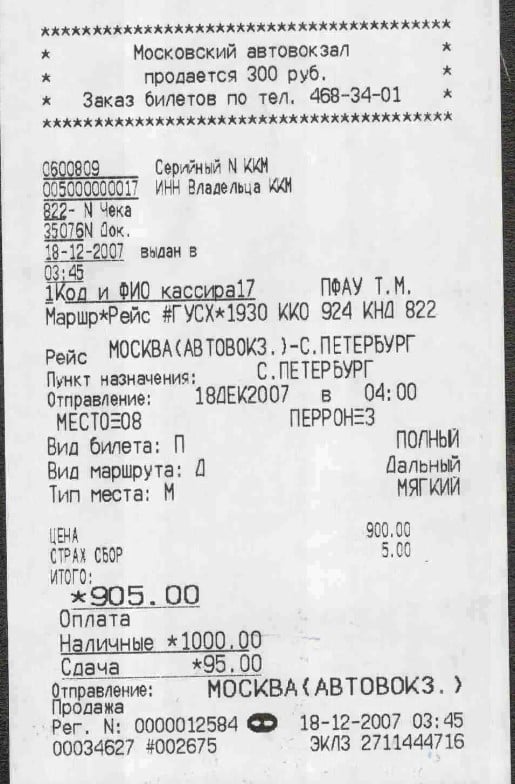 ****************************************
* Московский автовокзал *
* продается 300 руб. *
* Заказ билетов по тел. 468-34-01 *
****************************************
0600809 Серийный N ККМ
005000000017 ИНН Владельца ККМ
822- N Чека
35076N Док.
18-12-2007 выдан в
03:45
1Код и ФИО кассира17 ПФАУ Т.М.
Маршр*Рейс #ГУСХ*1930 ККО 924 КНД 822
Рейс МОСКВА(АВТОВОКЗ.)-С.ПЕТЕРБУРГ
Пункт назначения: С.ПЕТЕРБУРГ
Отправление: 18ДЕК2007 в 04:00
МЕСТО=08 ПЕРРОН=3
Вид билета: П ПОЛНЫЙ
Вид маршрута: Д Дальный
Тип места: М МЯГКИЙ
ЦЕНА 900.00
СТРАХ СБОР 5.00
ИТОГО:
*905.00
Оплата
Наличные *1000.00
Сдача *95.00
Отправление: МОСКВА(АВТОВОКЗ.)
Продажа
Рег. N: 0000012584 18-12-2007 03:45
00034627 #002675 ЭКЛЗ 2711444716